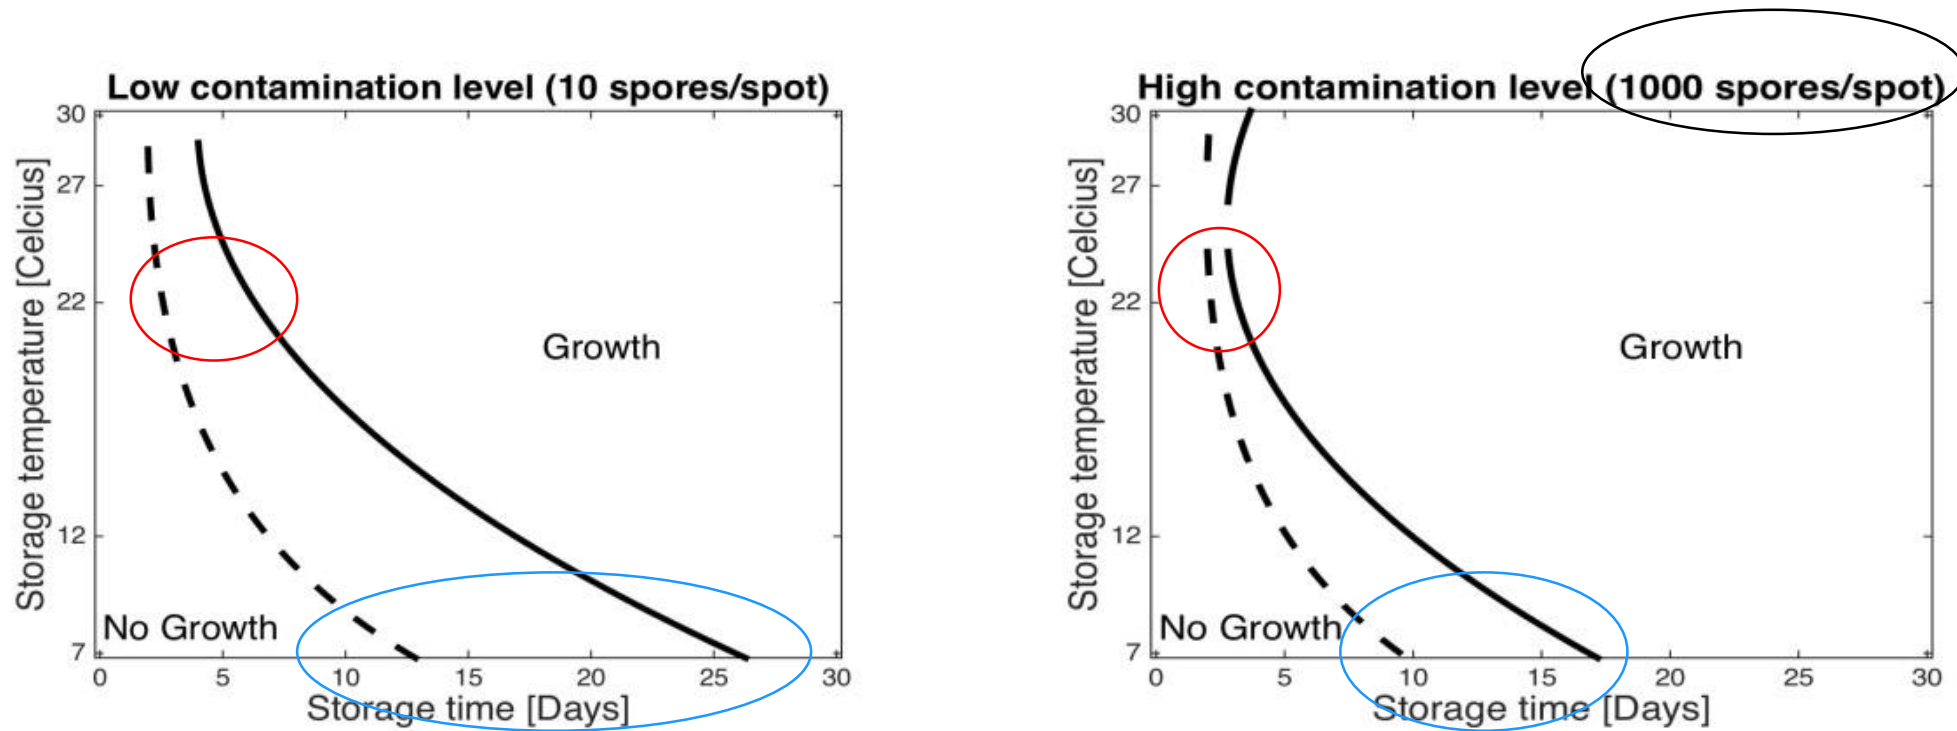 Low contamination level (10 spores/spot)
Storage temperature [Celcius]
30
27
22
12
7
Growth
No Growth
0 5 10 15 20 25 30
Storage time [Days]
High contamination level (1000 spores/spot)
Storage temperature [Celcius]
30
27
22
12
7
Growth
No Growth
0 5 10 15 20 25 30
Storage time [Days]